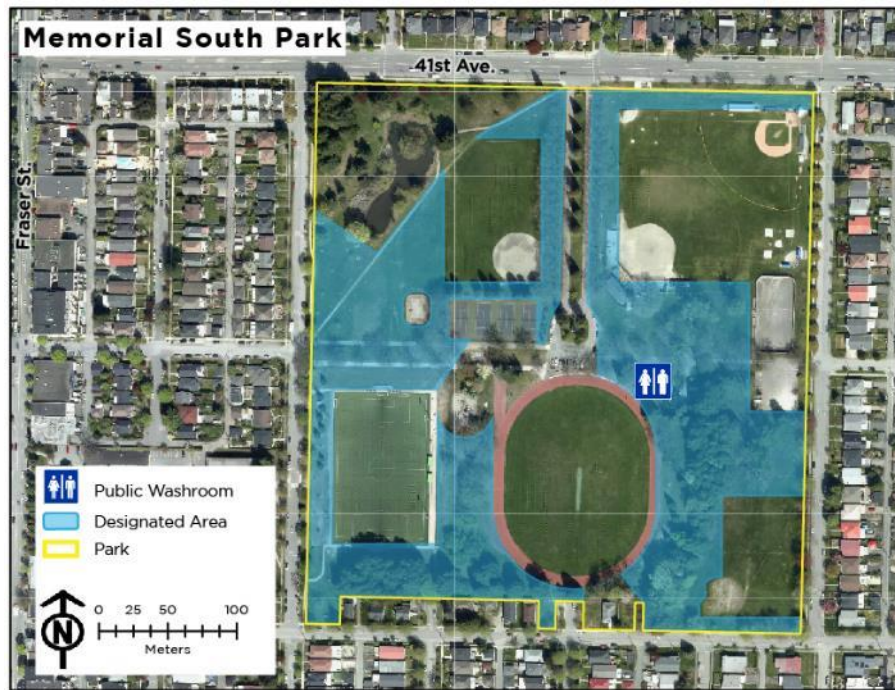 Memorial South Park
41st Ave.
Fraser St.
Public Washroom
Designated Area
Park
N
0 25 50 100
Meters